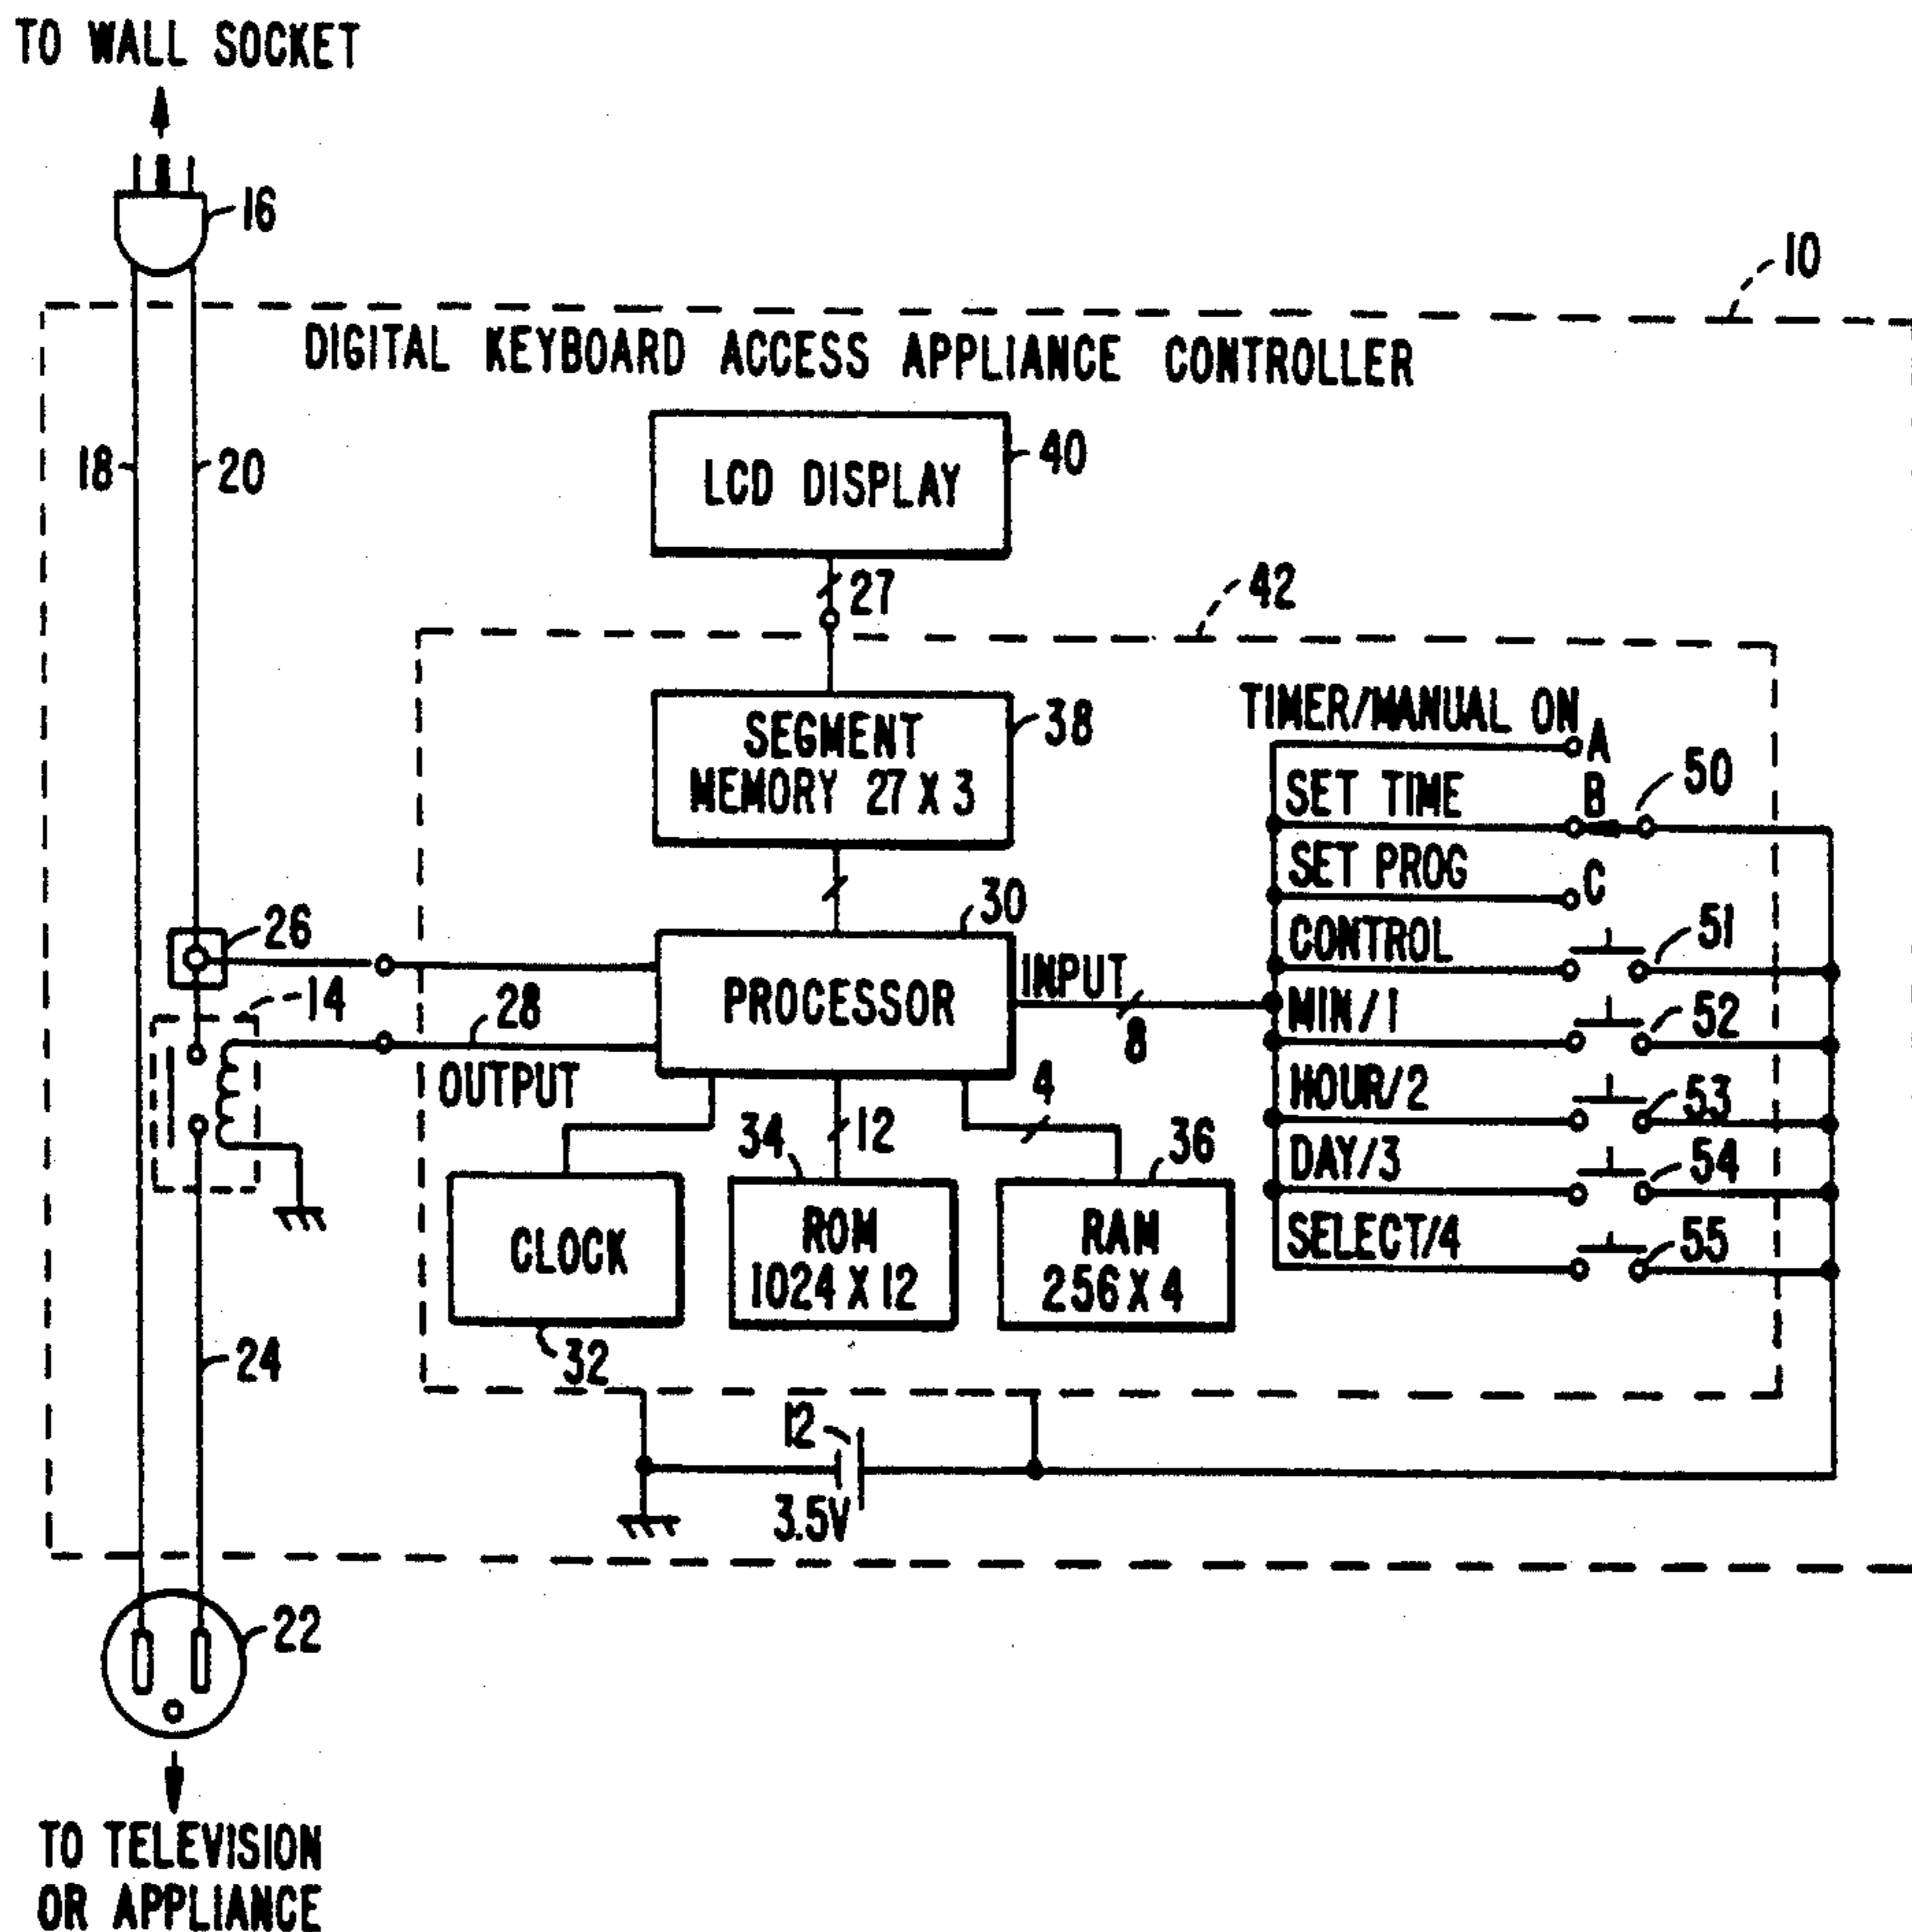 TO WALL SOCKET
16
10
DIGITAL KEYBOARD ACCESS APPLIANCE CONTROLLER
18
20
LCD DISPLAY
40
27
42
SEGMENT
MEMORY 27 X 3
38
TIMER/MANUAL ON
A
SET TIME
B
50
SET PROG
C
CONTROL
51
MIN/1
52
HOUR/2
53
DAY/3
54
SELECT/4
55
26
14
28
OUTPUT
30
PROCESSOR
INPUT
8
34
12
4
36
CLOCK
32
ROM
1024 X 12
RAM
256 X 4
24
12
3.5V
22
TO TELEVISION
OR APPLIANCE